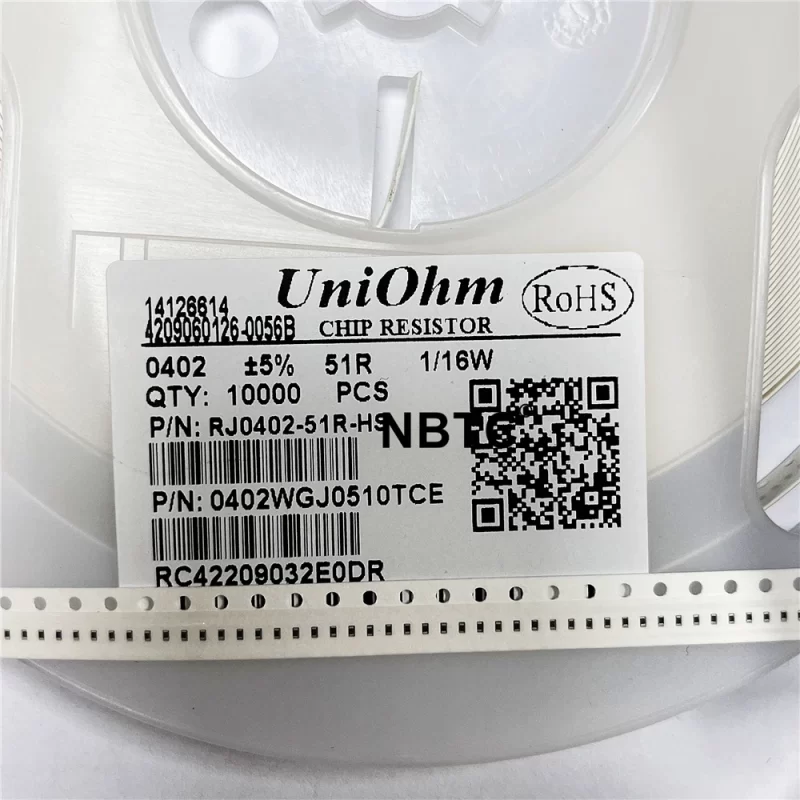 UniOhm
RoHS
14126614
4209060126-0056B
CHIP RESISTOR
0402 ±5% 51R 1/16W
QTY: 10000 PCS
P/N: RJ0402-51R-HS
NBTC
P/N: 0402WGJ0510TCE
RC42209032E0DR